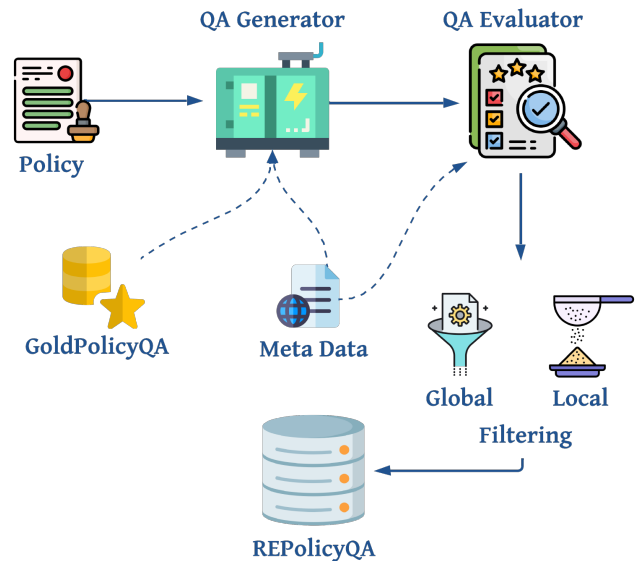 QA Generator
QA Evaluator
Policy
GoldPolicyQA
Meta Data
Global
Local
Filtering
REPolicyQA